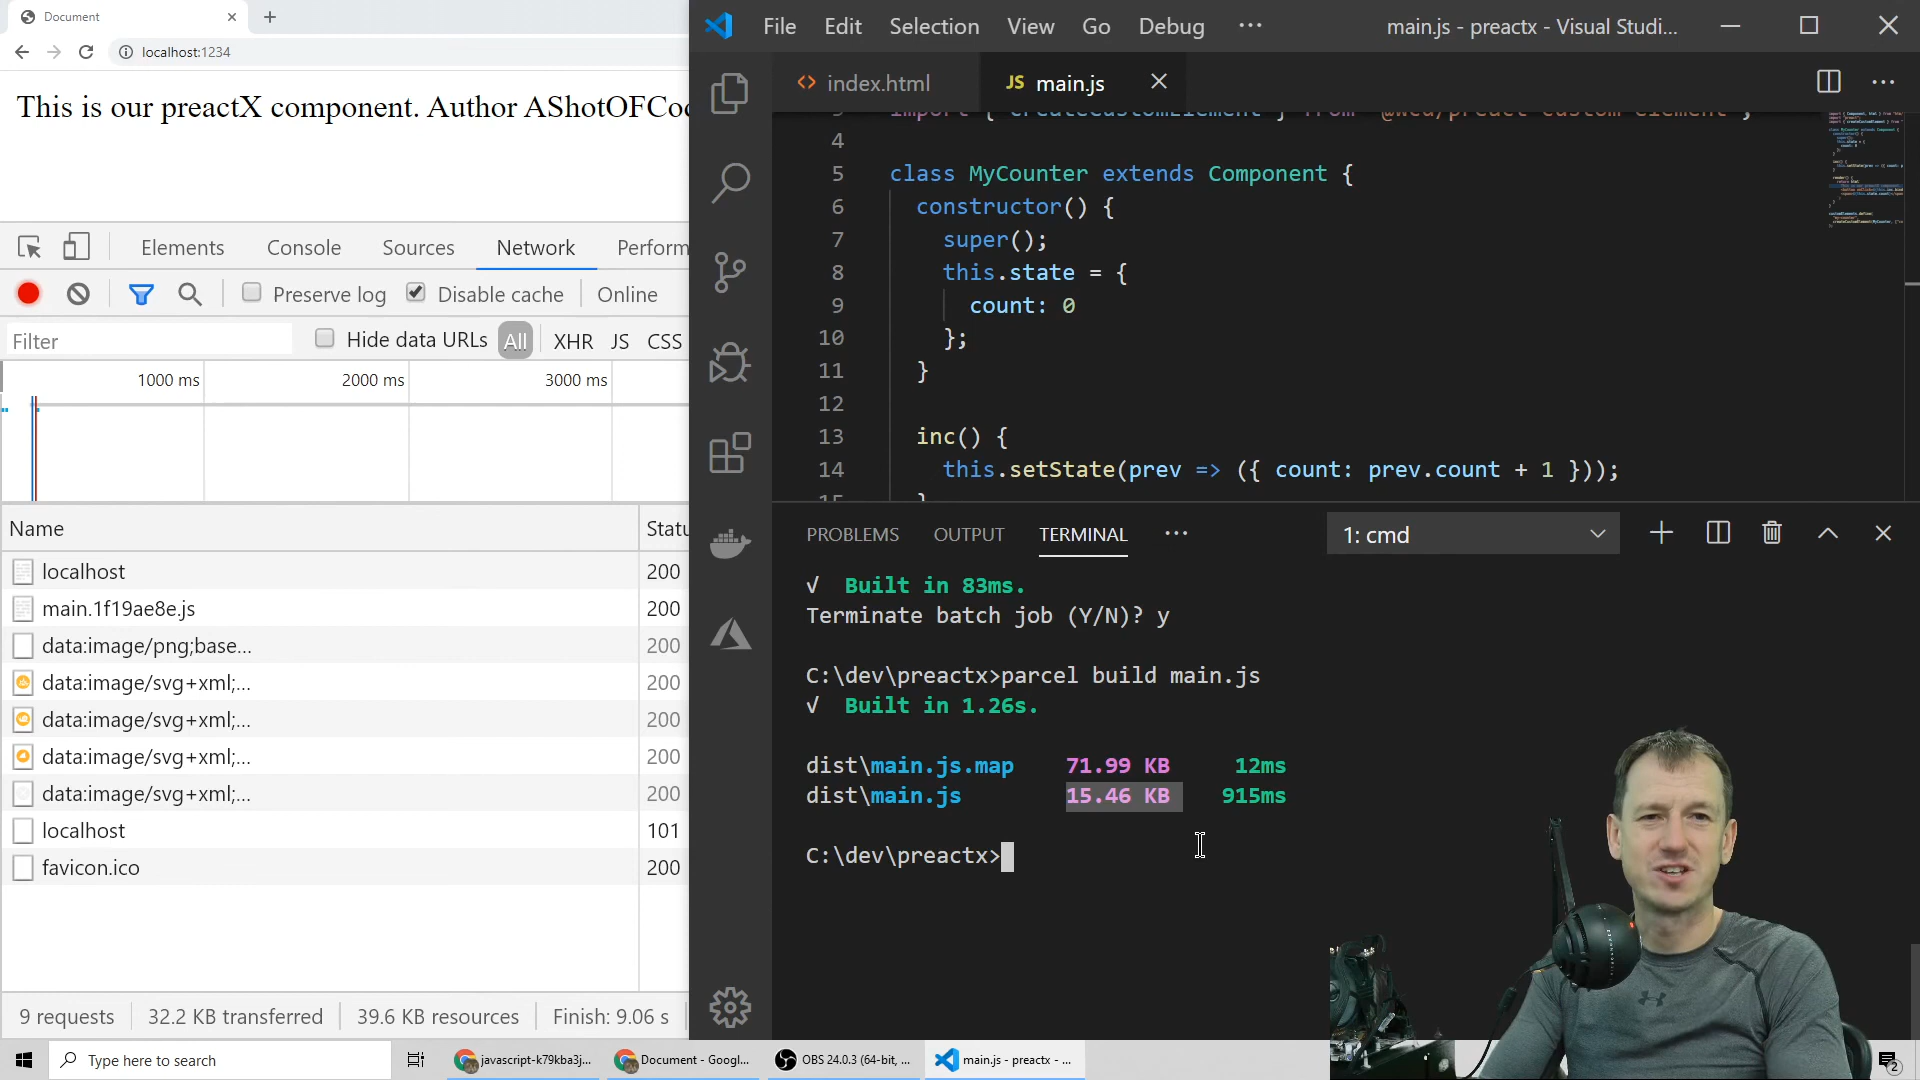 Document
localhost:1234
This is our preactX component. Author AShotOFCo
Elements Console Sources Network Perform
Preserve log Disable cache Online
Filter
Hide data URLs All XHR JS CSS
1000 ms 2000 ms 3000 ms
Name Statu
localhost 200
main.1f19ae8e.js 200
data:image/png;base... 200
data:image/svg+xml;... 200
data:image/svg+xml;... 200
data:image/svg+xml;... 200
data:image/svg+xml;... 200
localhost 101
favicon.ico 200
9 requests 32.2 KB transferred 39.6 KB resources Finish: 9.06 s
File Edit Selection View Go Debug ··· main.js - preactx - Visual Studi...
index.html JS main.js
import { createCustomElement } from "@wcd/preact-custom-element";
4
5 class MyCounter extends Component {
6 constructor() {
7 super();
8 this.state = {
9 count: 0
10 };
11 }
12
13 inc() {
14 this.setState(prev => ({ count: prev.count + 1 }));
15 }
PROBLEMS OUTPUT TERMINAL ··· 1: cmd
√ Built in 83ms.
Terminate batch job (Y/N)? y
C:\dev\preactx>parcel build main.js
√ Built in 1.26s.
dist\main.js.map 71.99 KB 12ms
dist\main.js 15.46 KB 915ms
C:\dev\preactx>
Type here to search
javascript-k79kba3j...
Document - Googl...
OBS 24.0.3 (64-bit, ...
main.js - preactx - ...
2